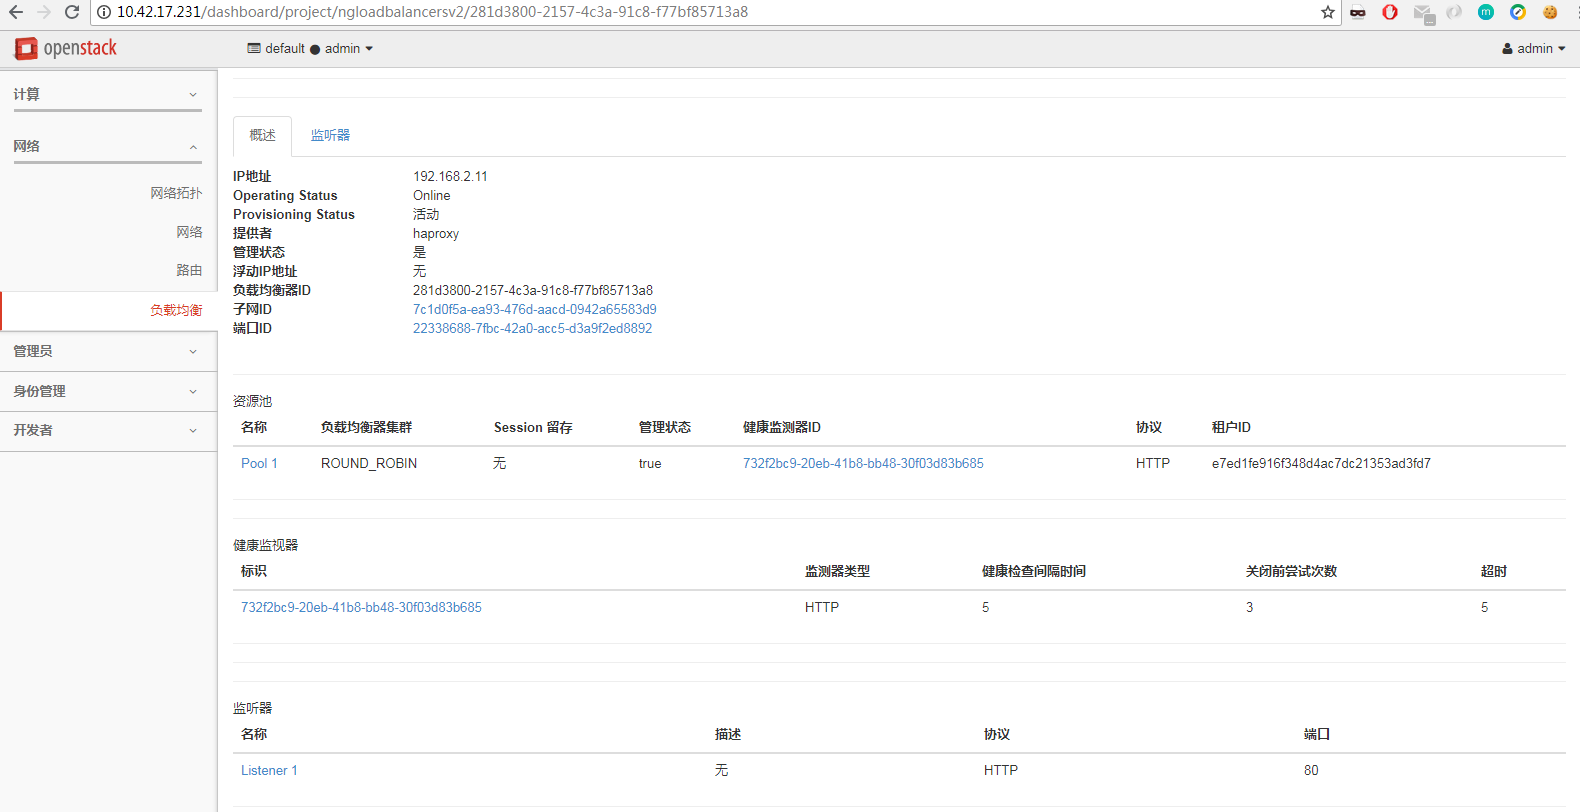 10.42.17.231/dashboard/project/ngloadbalancersv2/281d3800-2157-4c3a-91c8-f77bf85713a8
openstack
default ● admin
admin
计算
网络
网络拓扑
网络
路由
负载均衡
管理员
身份管理
开发者
概述 监听器
IP地址 192.168.2.11
Operating Status Online
Provisioning Status 活动
提供者 haproxy
管理状态 是
浮动IP地址 无
负载均衡器ID 281d3800-2157-4c3a-91c8-f77bf85713a8
子网ID 7c1d0f5a-ea93-476d-aacd-0942a65583d9
端口ID 22338688-7fbc-42a0-acc5-d3a9f2ed8892
资源池
名称 负载均衡器集群 Session 留存 管理状态 健康监测器ID 协议 租户ID
Pool 1 ROUND_ROBIN 无 true 732f2bc9-20eb-41b8-bb48-30f03d83b685 HTTP e7ed1fe916f348d4ac7dc21353ad3fd7
健康监视器
标识 监测器类型 健康检查间隔时间 关闭前尝试次数 超时
732f2bc9-20eb-41b8-bb48-30f03d83b685 HTTP 5 3 5
监听器
名称 描述 协议 端口
Listener 1 无 HTTP 80